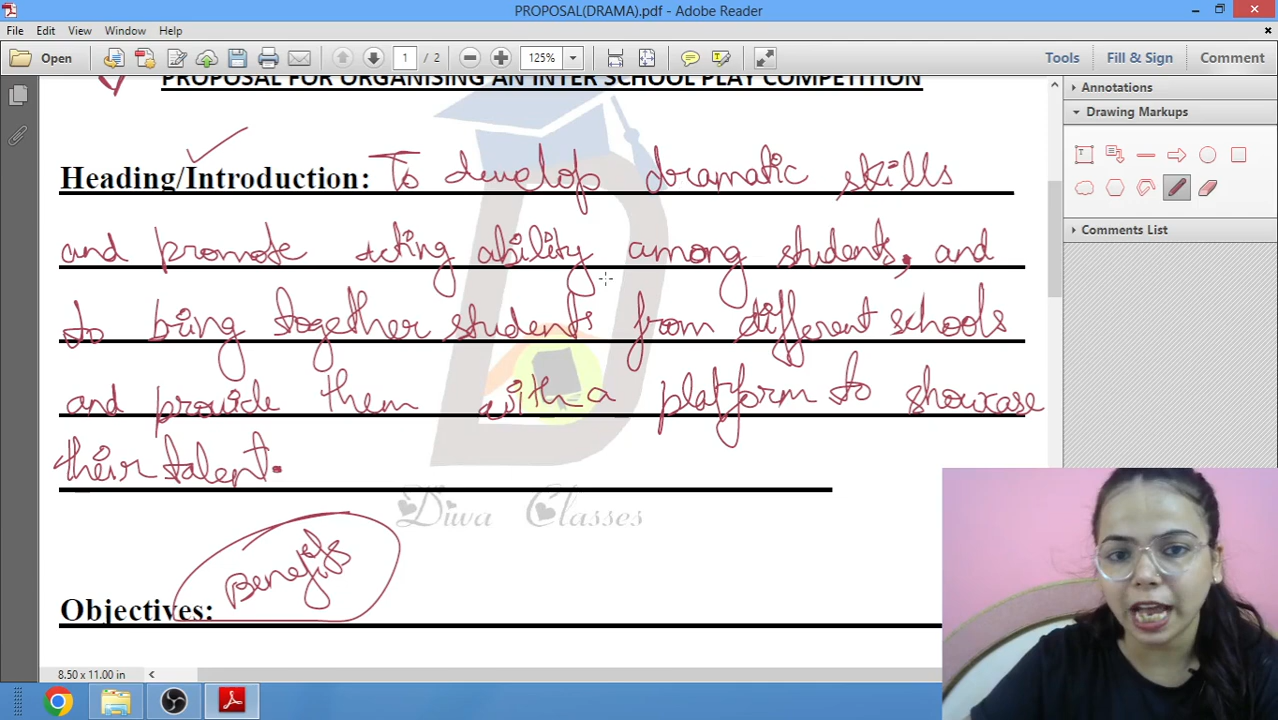 PROPOSAL(DRAMA).pdf - Adobe Reader
File Edit View Window Help
Open 1 / 2 125% Tools Fill & Sign Comment
PROPOSAL FOR ORGANISING AN INTER SCHOOL PLAY COMPETITION
Annotations
Drawing Markups
Comments List
Heading/Introduction: To develop dramatic skills
and promote acting ability among students, and
to bring together students from different schools
and provide them with a platform to showcase
their talent.
Diwa Classes
Benefits
Objectives:
8.50 x 11.00 in